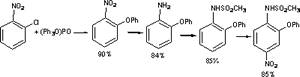 NO₂ NO₂ NH₂ NHSO₂CH₃ NHSO₂CH₃
Cl OPh OPh OPh OPh
+ (Ph₃O)PO
NO₂
90% 84% 85% 85%